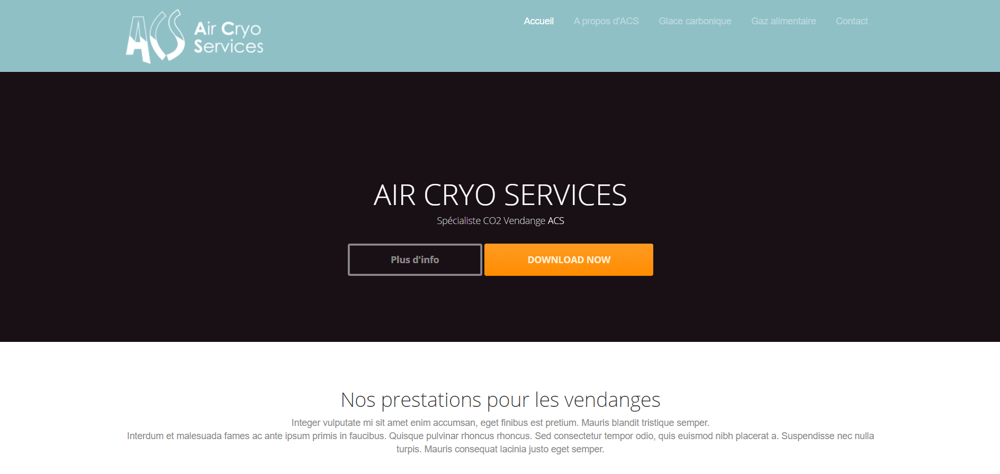 ACS Air Cryo
Services
Accueil A propos d'ACS Glace carbonique Gaz alimentaire Contact
AIR CRYO SERVICES
Spécialiste CO2 Vendange ACS
Plus d'info DOWNLOAD NOW
Nos prestations pour les vendanges
Integer vulputate mi sit amet enim accumsan, eget finibus est pretium. Mauris blandit tristique semper.
Interdum et malesuada fames ac ante ipsum primis in faucibus. Quisque pulvinar rhoncus rhoncus. Sed consectetur tempor odio, quis euismod nibh placerat a. Suspendisse nec nulla
turpis. Mauris consequat lacinia justo eget semper.